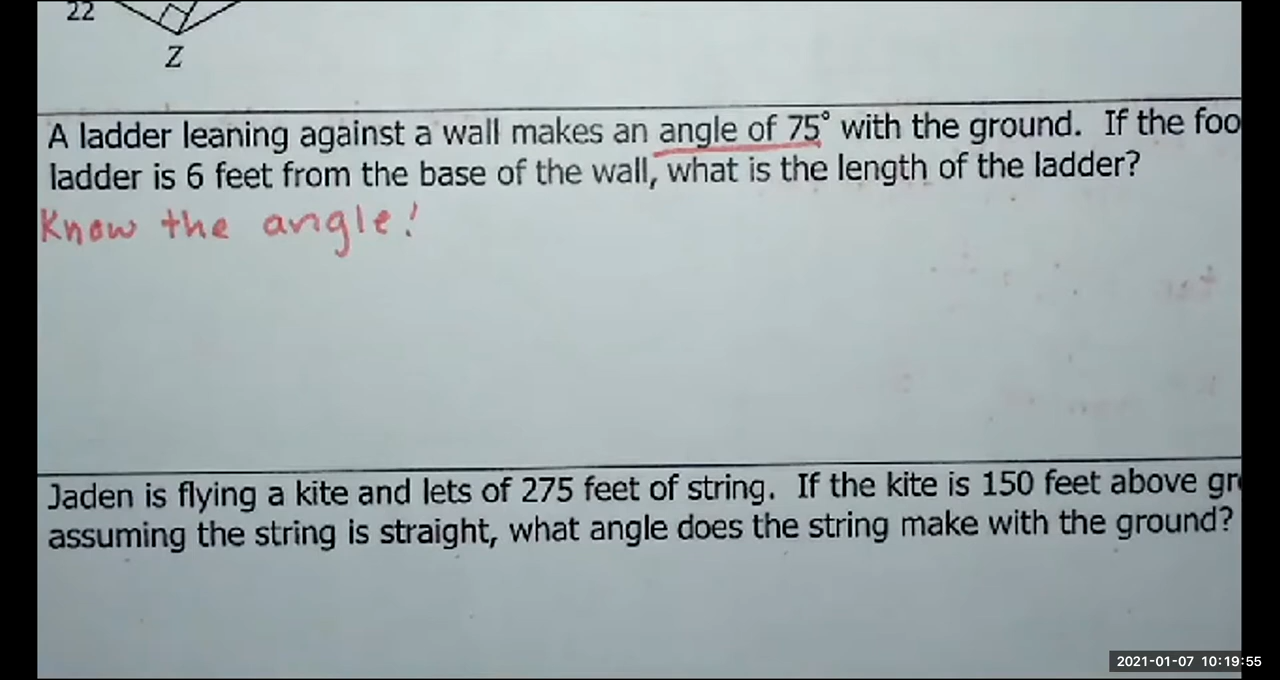 22
Z
A ladder leaning against a wall makes an angle of 75° with the ground. If the foo
ladder is 6 feet from the base of the wall, what is the length of the ladder?
Know the angle!
Jaden is flying a kite and lets of 275 feet of string. If the kite is 150 feet above gr
assuming the string is straight, what angle does the string make with the ground?
2021-01-07 10:19:55